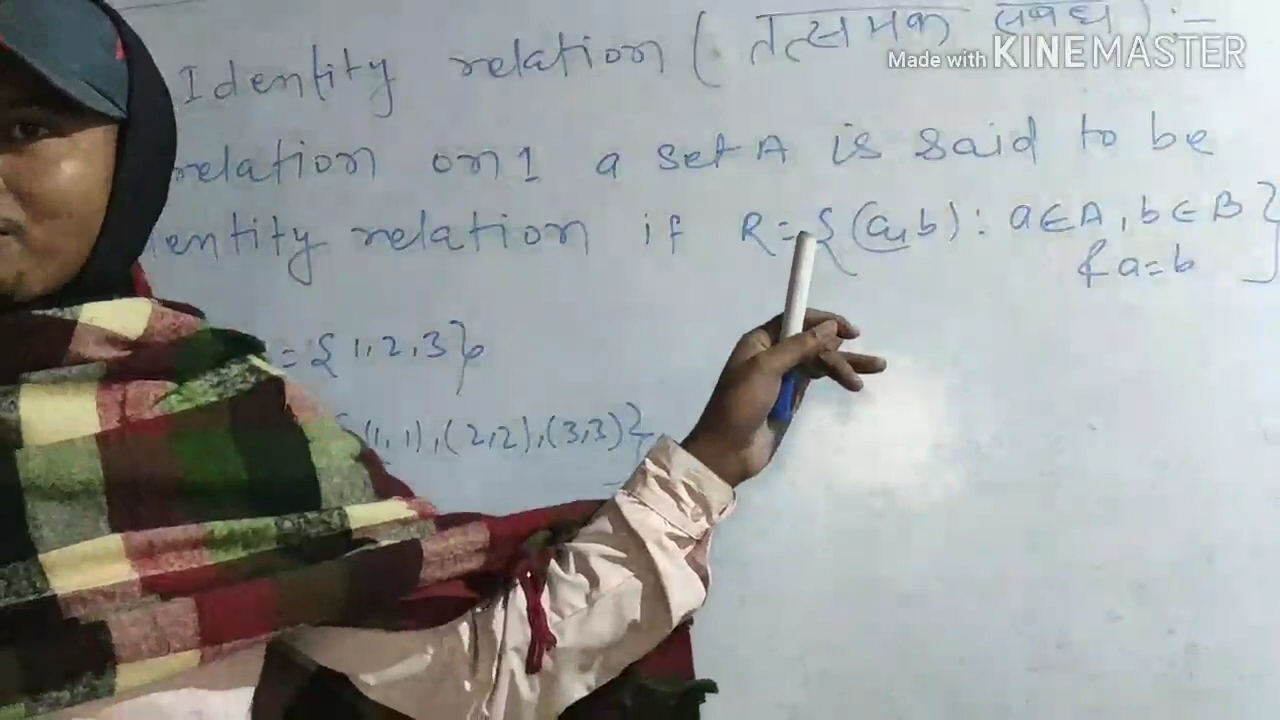 Identity relation ( तत्समक संबंध ) :-
Made with KINEMASTER
relation on 1 a set A is said to be
entity relation if R = { (a, b) : a ∈ A, b ∈ B
& a = b }
= { 1, 2, 3 }
{(1, 1), (2, 2), (3, 3)}